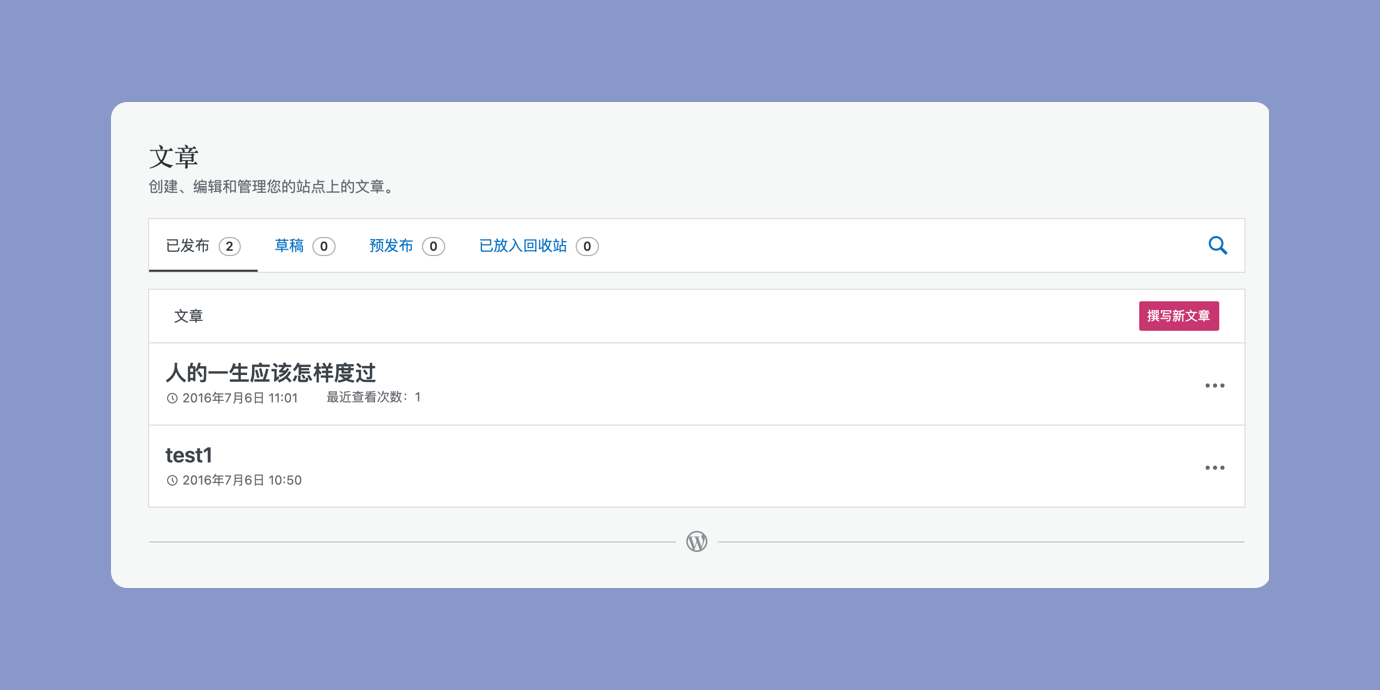 文章
创建、编辑和管理您的站点上的文章。
已发布 2 草稿 0 预发布 0 已放入回收站 0
文章 撰写新文章
人的一生应该怎样度过
2016年7月6日 11:01 最近查看次数：1
test1
2016年7月6日 10:50